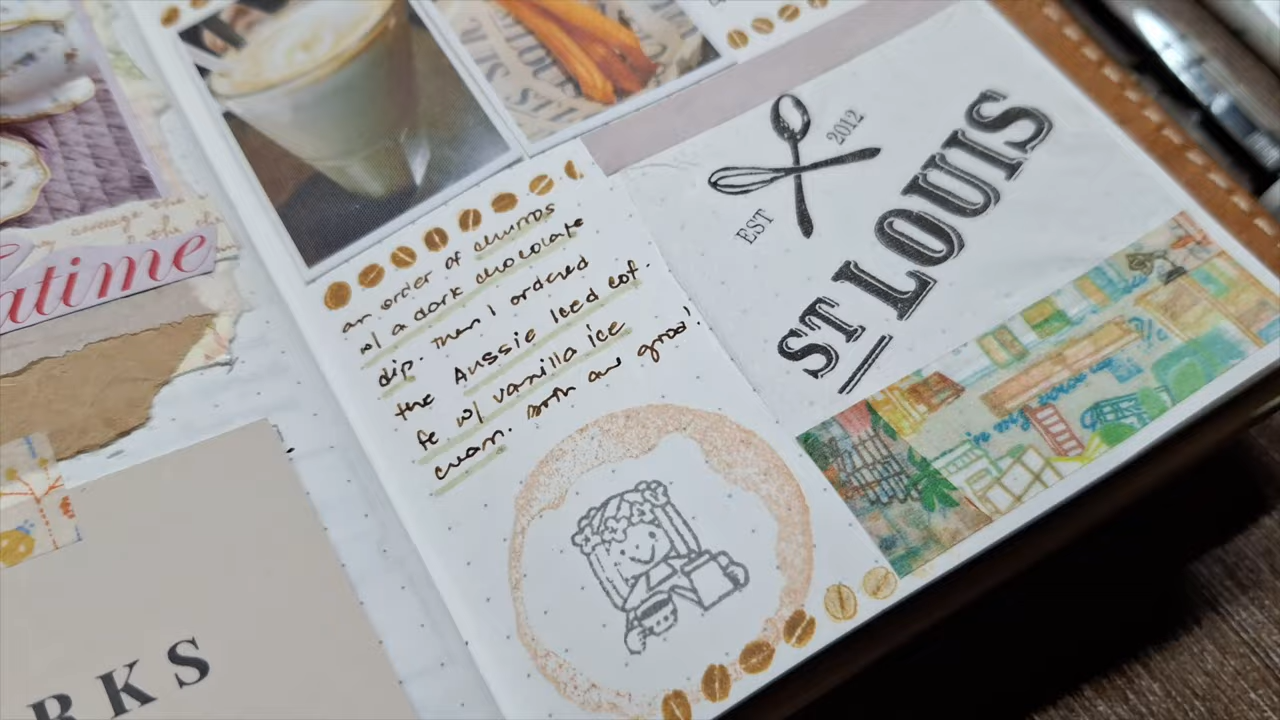 atime
RKS
an order of churros
w/ a dark chocolate
dip. Then I ordered
the Aussie Iced cof-
fe w/ vanilla ice
cream. Both are good!
EST
2012
ST LOUIS